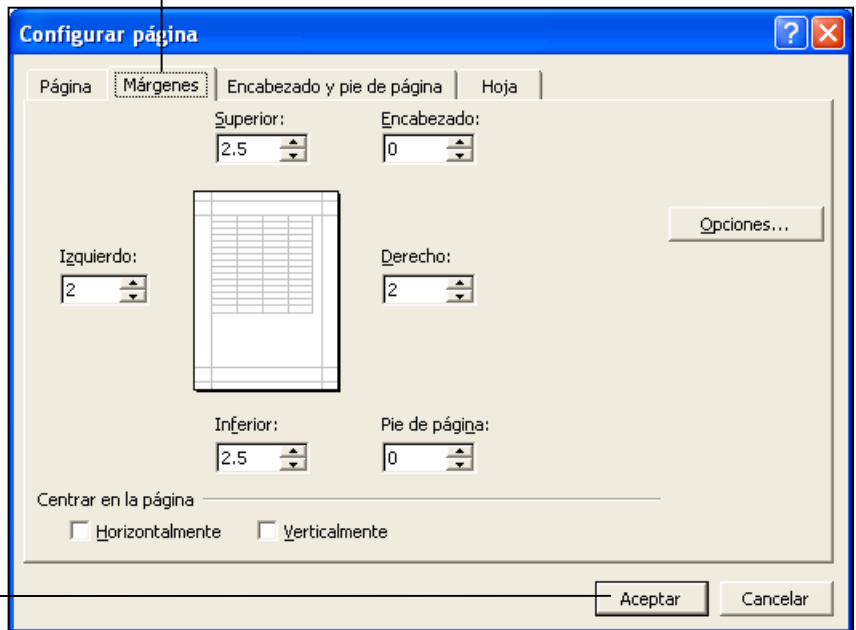 Configurar página
Página Márgenes Encabezado y pie de página Hoja
Superior: Encabezado:
2.5 0
Opciones...
Izquierdo: Derecho:
2 2
Inferior: Pie de página:
2.5 0
Centrar en la página
Horizontalmente Verticalmente
Aceptar Cancelar